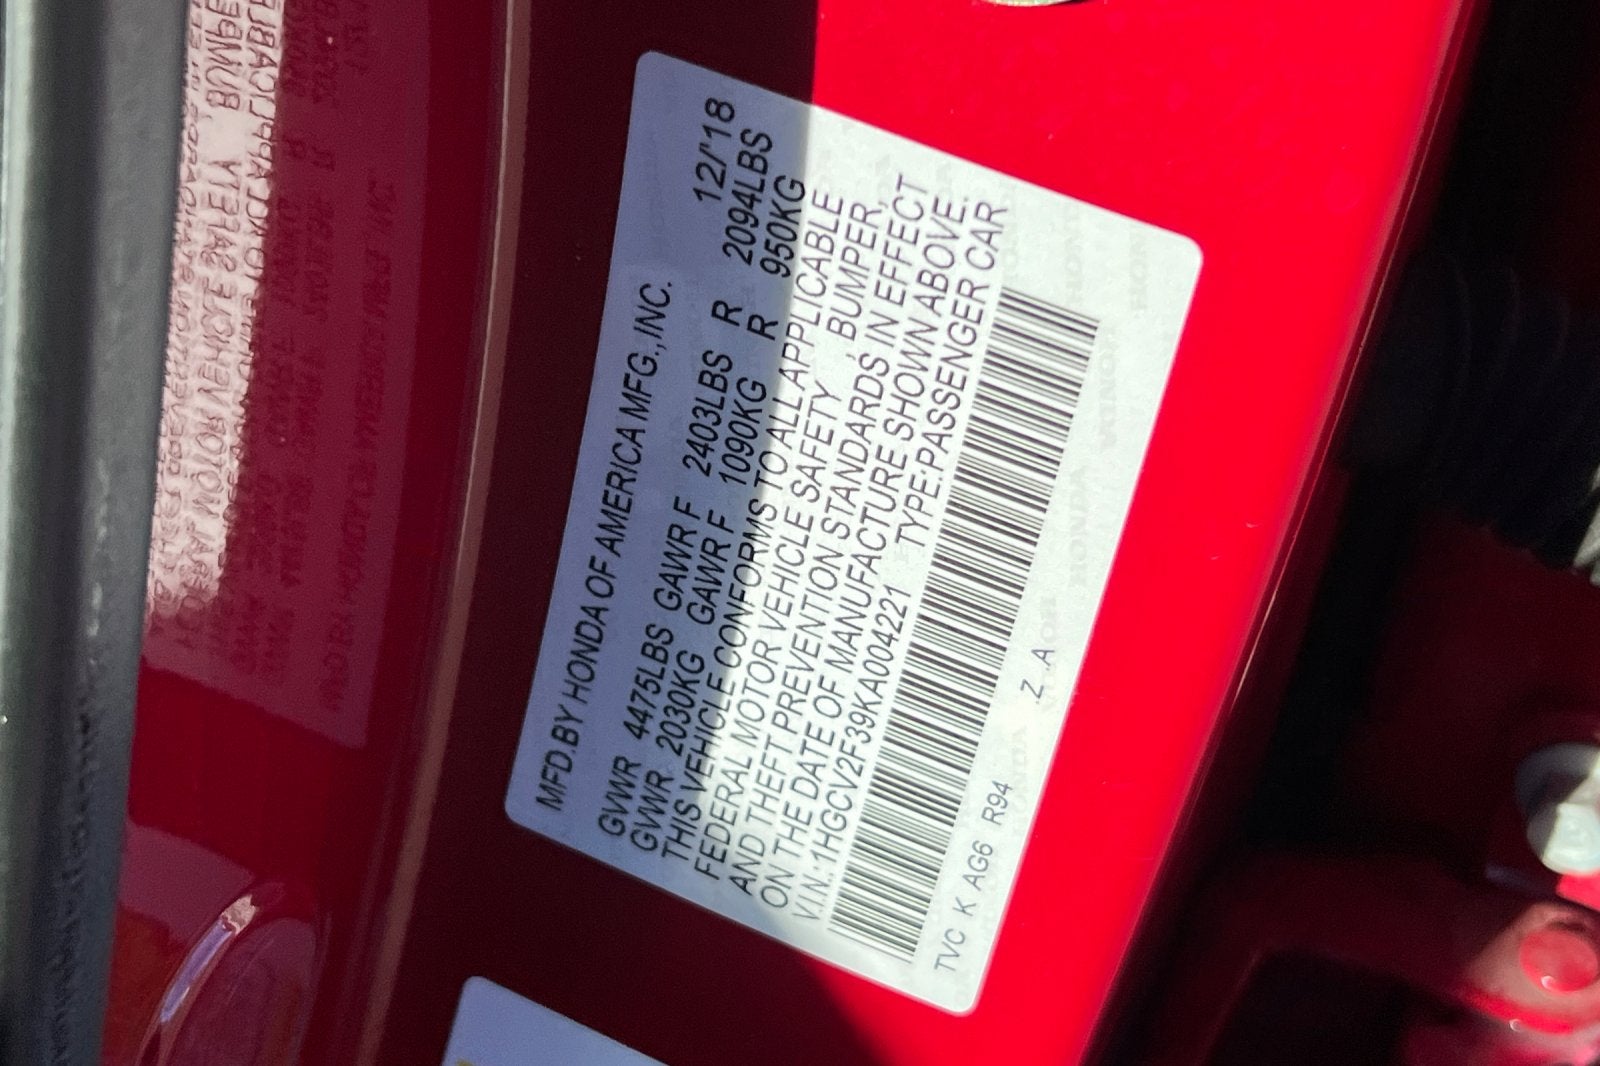 MFD.BY HONDA OF AMERICA MFG.,INC. 12/'18
GVWR 4475LBS GAWR F 2403LBS R 2094LBS
GVWR 2030KG GAWR F 1090KG R 950KG
THIS VEHICLE CONFORMS TO ALL APPLICABLE
FEDERAL MOTOR VEHICLE SAFETY , BUMPER,
AND THEFT PREVENTION STANDARDS IN EFFECT
ON THE DATE OF MANUFACTURE SHOWN ABOVE.
V.I.N.:1HGCV2F39KA004221 TYPE:PASSENGER CAR
TVC K AG6 R94 .Z .A